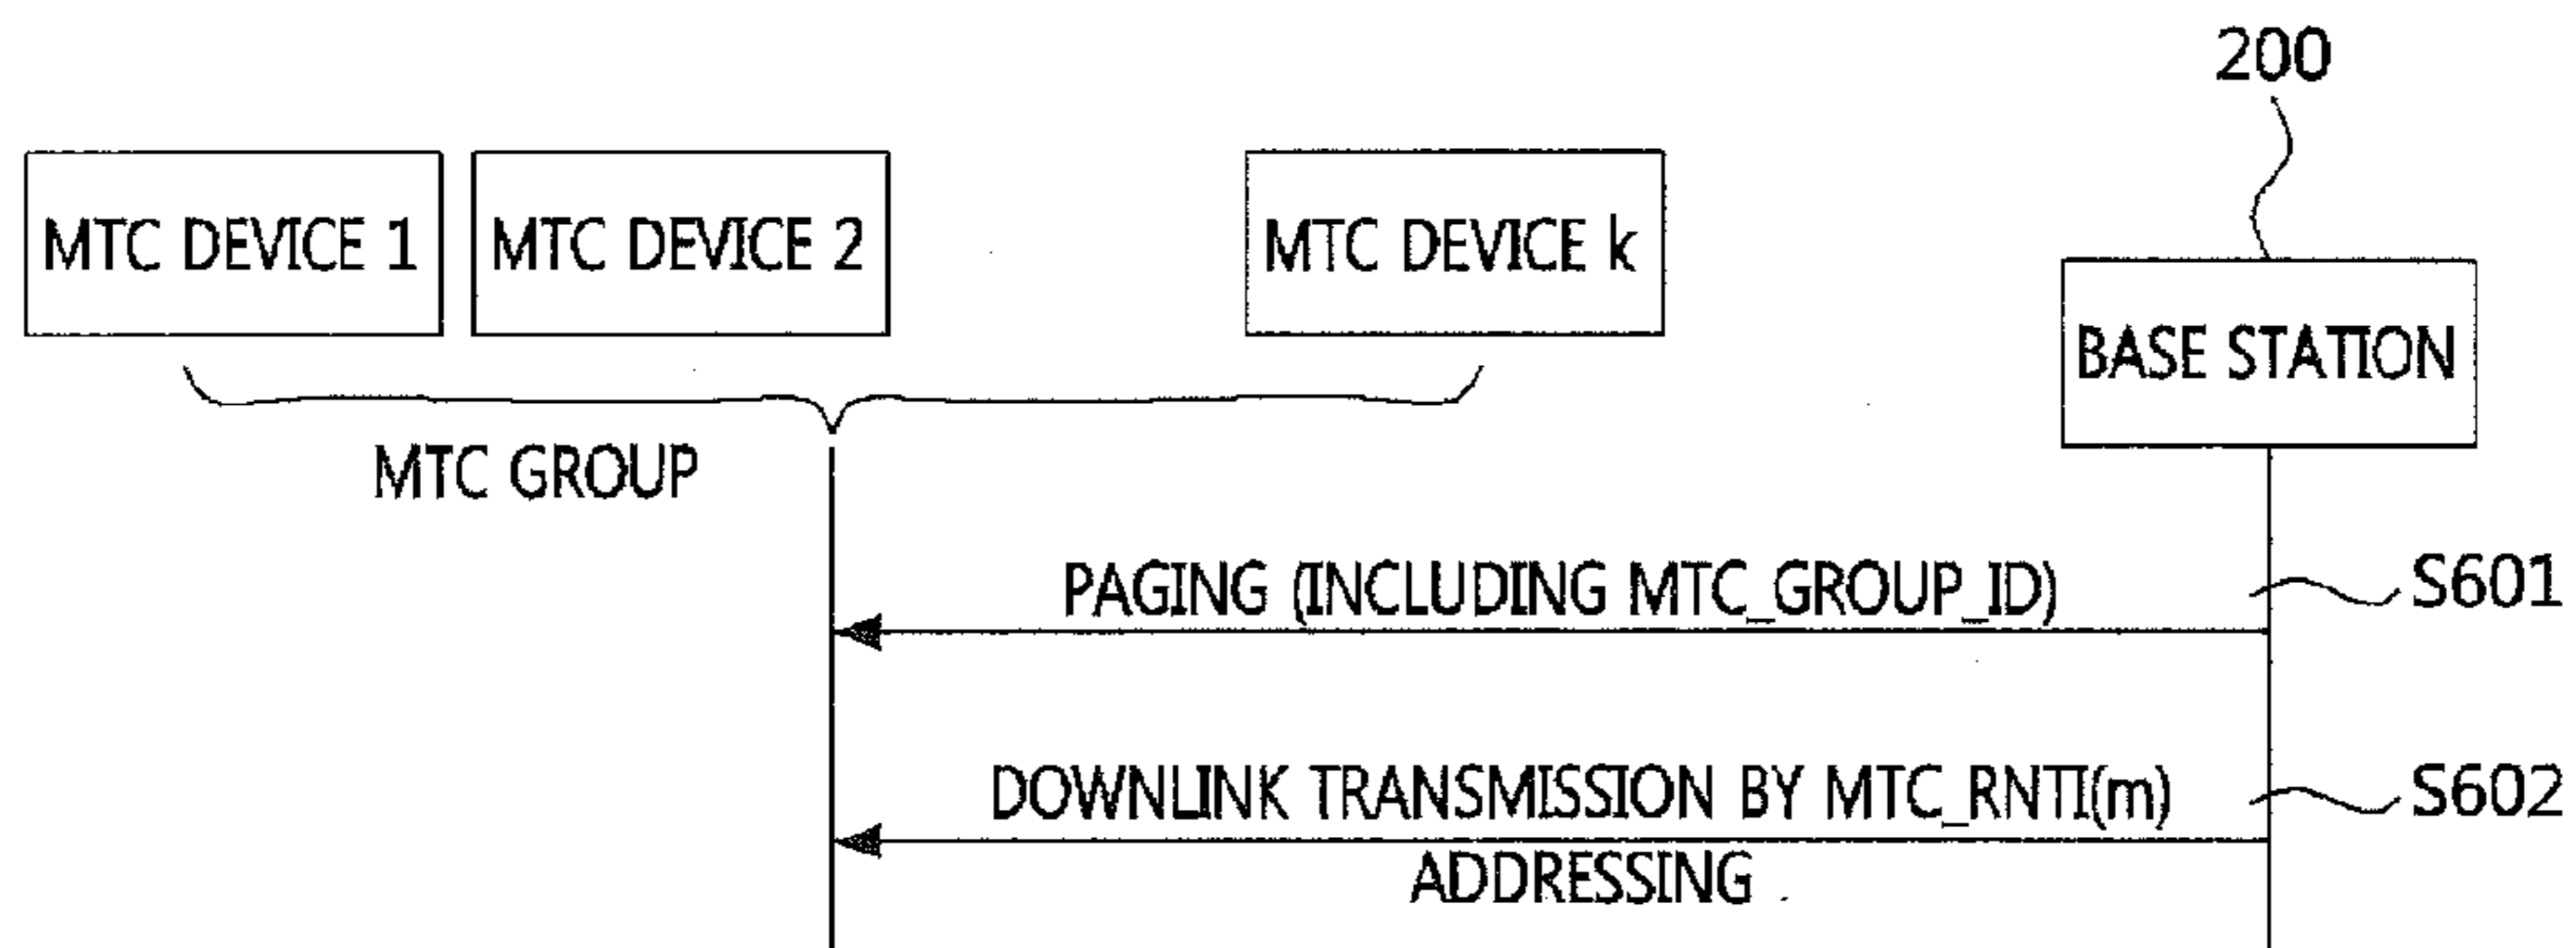 200
MTC DEVICE 1
MTC DEVICE 2
MTC DEVICE k
BASE STATION
MTC GROUP
PAGING (INCLUDING MTC_GROUP_ID)
S601
DOWNLINK TRANSMISSION BY MTC_RNTI(m)
S602
ADDRESSING